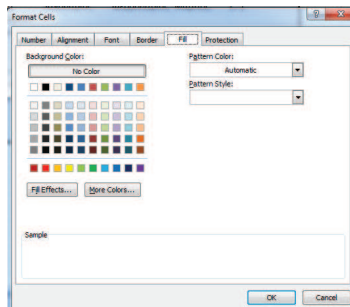 Format Cells
Number Alignment Font Border Fill Protection
Background Color:
No Color
Fill Effects...
More Colors...
Pattern Color:
Automatic
Pattern Style:
Sample
OK Cancel